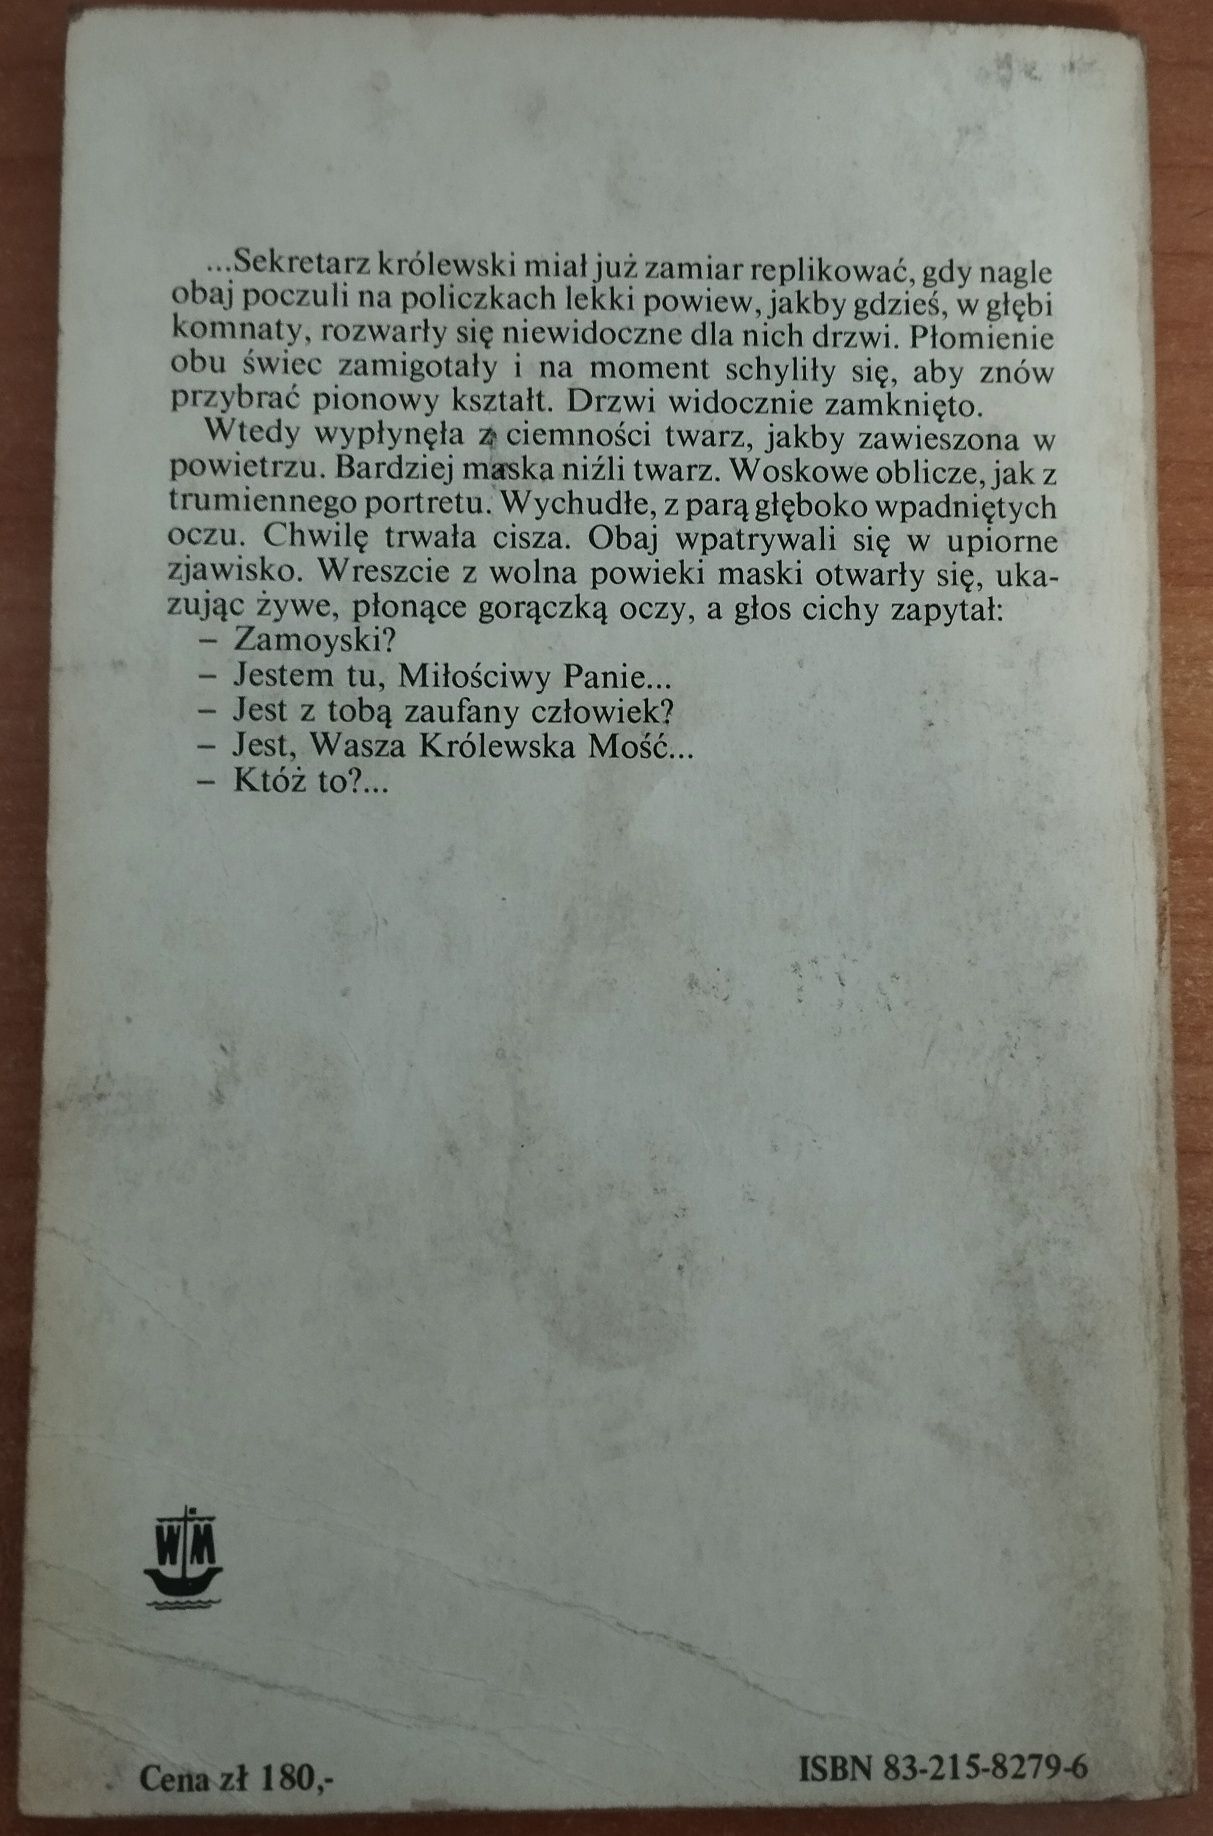 ...Sekretarz królewski miał już zamiar replikować, gdy nagle
obaj poczuli na policzkach lekki powiew, jakby gdzieś, w głębi
komnaty, rozwarły się niewidoczne dla nich drzwi. Płomienie
obu świec zamigotały i na moment schyliły się, aby znów
przybrać pionowy kształt. Drzwi widocznie zamknięto.
Wtedy wypłynęła z ciemności twarz, jakby zawieszona w
powietrzu. Bardziej maska niźli twarz. Woskowe oblicze, jak z
trumiennego portretu. Wychudłe, z parą głęboko wpadniętych
oczu. Chwilę trwała cisza. Obaj wpatrywali się w upiorne
zjawisko. Wreszcie z wolna powieki maski otwarły się, uka-
zując żywe, płonące gorączką oczy, a głos cichy zapytał:
– Zamoyski?
– Jestem tu, Miłościwy Panie...
– Jest z tobą zaufany człowiek?
– Jest, Wasza Królewska Mość...
– Któż to?...
WM
Cena zł 180,-
ISBN 83-215-8279-6